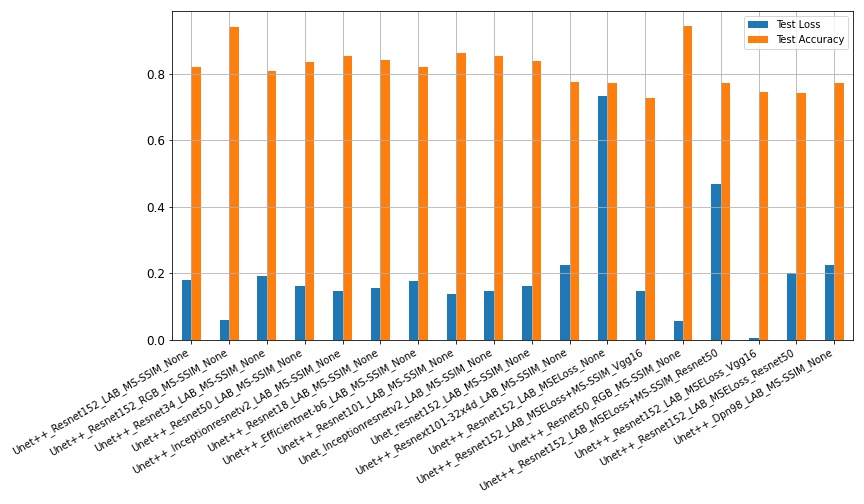 Test Loss
Test Accuracy
0.8
0.6
0.4
0.2
0.0
Unet++_Resnet152_LAB_MS-SSIM_None
Unet++_Resnet152_RGB_MS-SSIM_None
Unet++_Resnet34_LAB_MS-SSIM_None
Unet++_Resnet50_LAB_MS-SSIM_None
Unet++_Inceptionresnetv2_LAB_MS-SSIM_None
Unet++_Resnet18_LAB_MS-SSIM_None
Unet++_Efficientnet-b6_LAB_MS-SSIM_None
Unet++_Resnet101_LAB_MS-SSIM_None
Unet_Inceptionresnetv2_LAB_MS-SSIM_None
Unet_resnet152_LAB_MS-SSIM_None
Unet++_Resnext101-32x4d_LAB_MS-SSIM_None
Unet++_Resnet152_LAB_MSELoss_None
Unet++_Resnet152_LAB_MSELoss+MS-SSIM_Vgg16
Unet++_Resnet50_RGB_MS-SSIM_None
Unet++_Resnet152_LAB_MSELoss+MS-SSIM_Resnet50
Unet++_Resnet152_LAB_MSELoss_Vgg16
Unet++_Resnet152_LAB_MSELoss_Resnet50
Unet++_Dpn98_LAB_MS-SSIM_None